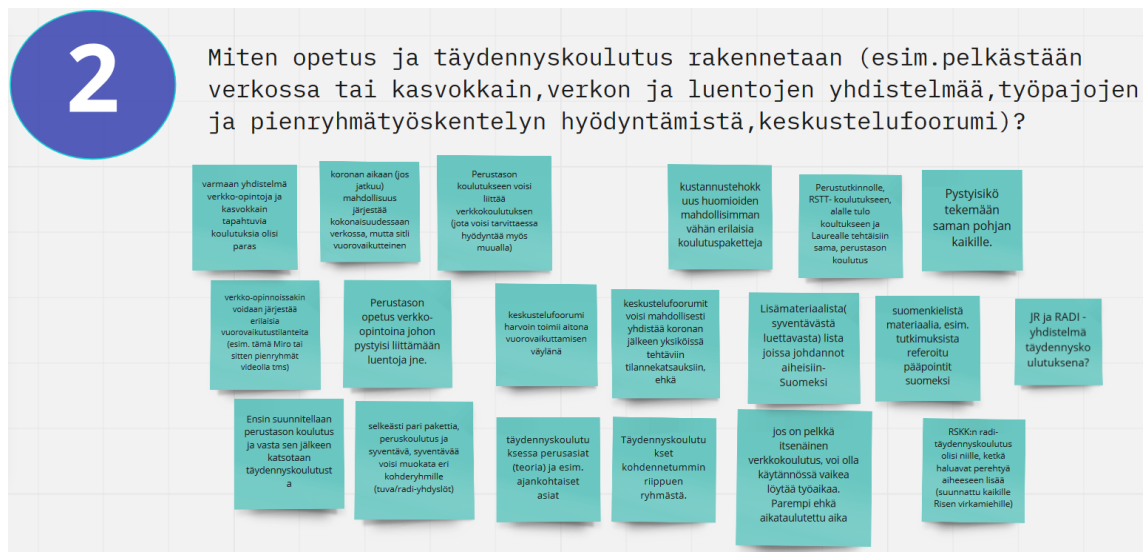 2
Miten opetus ja täydennyskoulutus rakennetaan (esim.pelkästään
verkossa tai kasvokkain,verkon ja luentojen yhdistelmää,työpajojen
ja pienryhmätyöskentelyn hyödyntämistä,keskustelufoorumi)?
varmaan yhdistelmä
verkko-opintoja ja
kasvokkain
tapahtuvia
koulutuksia olisi
paras
koronan aikaan (jos
jatkuu)
mahdollisuus
järjestää
kokonaisuudessaan
verkossa, mutta sitli
vuorovaikutteinen
Perustason
koulutukseen voisi
liittää
verkkokoulutuksen
(jota voisi tarvittaessa
hyödyntää myös
muualla)
kustannustehokk
uus huomioiden
mahdollisimman
vähän erilaisia
koulutuspaketteja
Perustutkinnolle,
RSTT- koulutukseen,
alalle tulo
koultukseen ja
Laurealle tehtäisiin
sama, perustason
koulutus
Pystyisikö
tekemään
saman pohjan
kaikille.
verkko-opinnoissakin
voidaan järjestää
erilaisia
vuorovaikutustilanteita
(esim. tämä Miro tai
sitten pienryhmät
videolla tms)
Perustason
opetus verkko-
opintoina johon
pystyisi liittämään
luentoja jne.
keskustelufoorumi
harvoin toimii aitona
vuorovaikuttamisen
väylänä
keskustelufoorumit
voisi mahdollisesti
yhdistää koronan
jälkeen yksiköissä
tehtäviin
tilannekatsauksiin,
ehkä
Lisämateriaalista(
syventävästä
luettavasta) lista
joissa johdannot
aiheisiin-
Suomeksi
suomenkielistä
materiaalia, esim.
tutkimuksista
referoitu
pääpointit
suomeksi
JR ja RADI -
yhdistelmä
täydennysko
ulutuksena?
Ensin suunnitellaan
perustason koulutus
ja vasta sen jälkeen
katsotaan
täydennyskoulutust
a
selkeästi pari pakettia,
peruskoulutus ja
syventävä, syventävää
voisi muokata eri
kohderyhmille
(tuva/radi-yhdyslöt)
täydennyskoulutu
ksessa perusasiat
(teoria) ja esim.
ajankohtaiset
asiat
Täydennyskoulutu
kset
kohdennetummin
riippuen
ryhmästä.
jos on pelkkä
itsenäinen
verkkokoulutus, voi olla
käytännössä vaikea
löytää työaikaa.
Parempi ehkä
aikataulutettu aika
RSKK:n radi-
täydennyskoulutus
olisi niille, ketkä
haluavat perehtyä
aiheeseen lisää
(suunnattu kaikille
Risen virkamiehille)